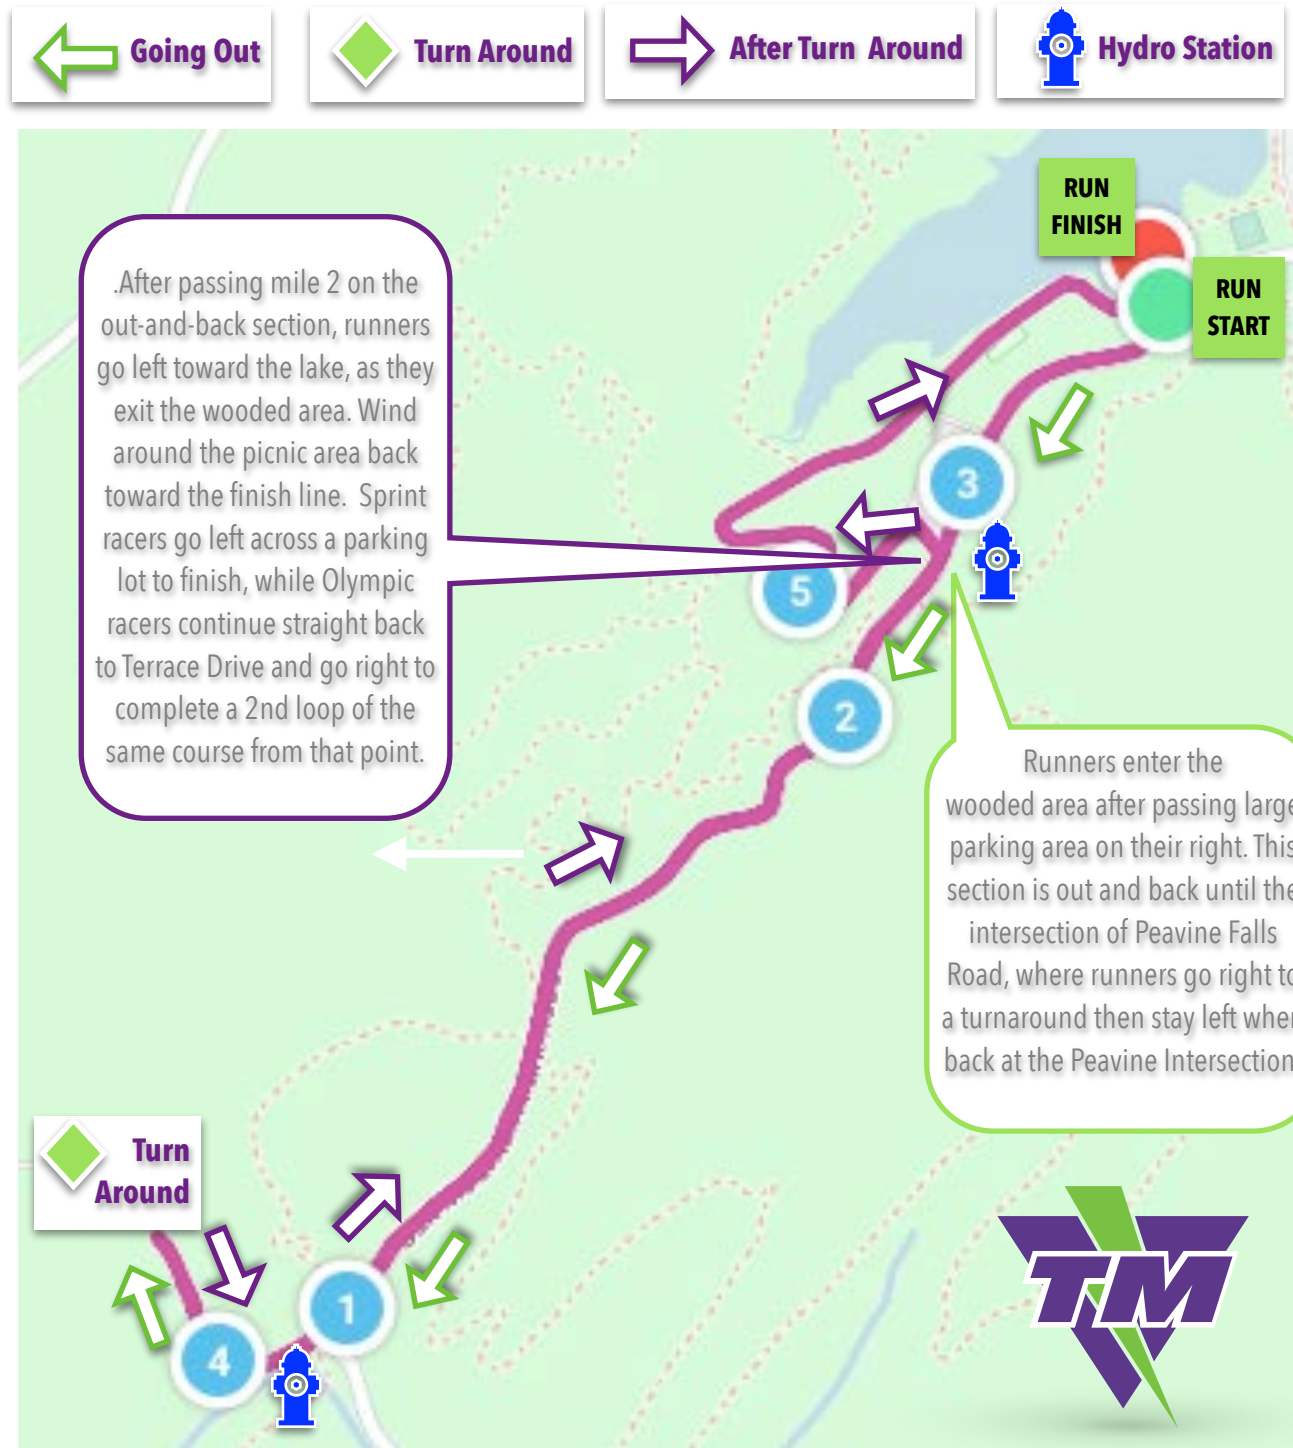 Going Out
Turn Around
After Turn Around
Hydro Station
RUN
FINISH
RUN
START
.After passing mile 2 on the
out-and-back section, runners
go left toward the lake, as they
exit the wooded area. Wind
around the picnic area back
toward the finish line. Sprint
racers go left across a parking
lot to finish, while Olympic
racers continue straight back
to Terrace Drive and go right to
complete a 2nd loop of the
same course from that point.
3
5
2
Runners enter the
wooded area after passing large
parking area on their right. This
section is out and back until the
intersection of Peavine Falls
Road, where runners go right to
a turnaround then stay left when
back at the Peavine Intersection
Turn
Around
1
4
TM